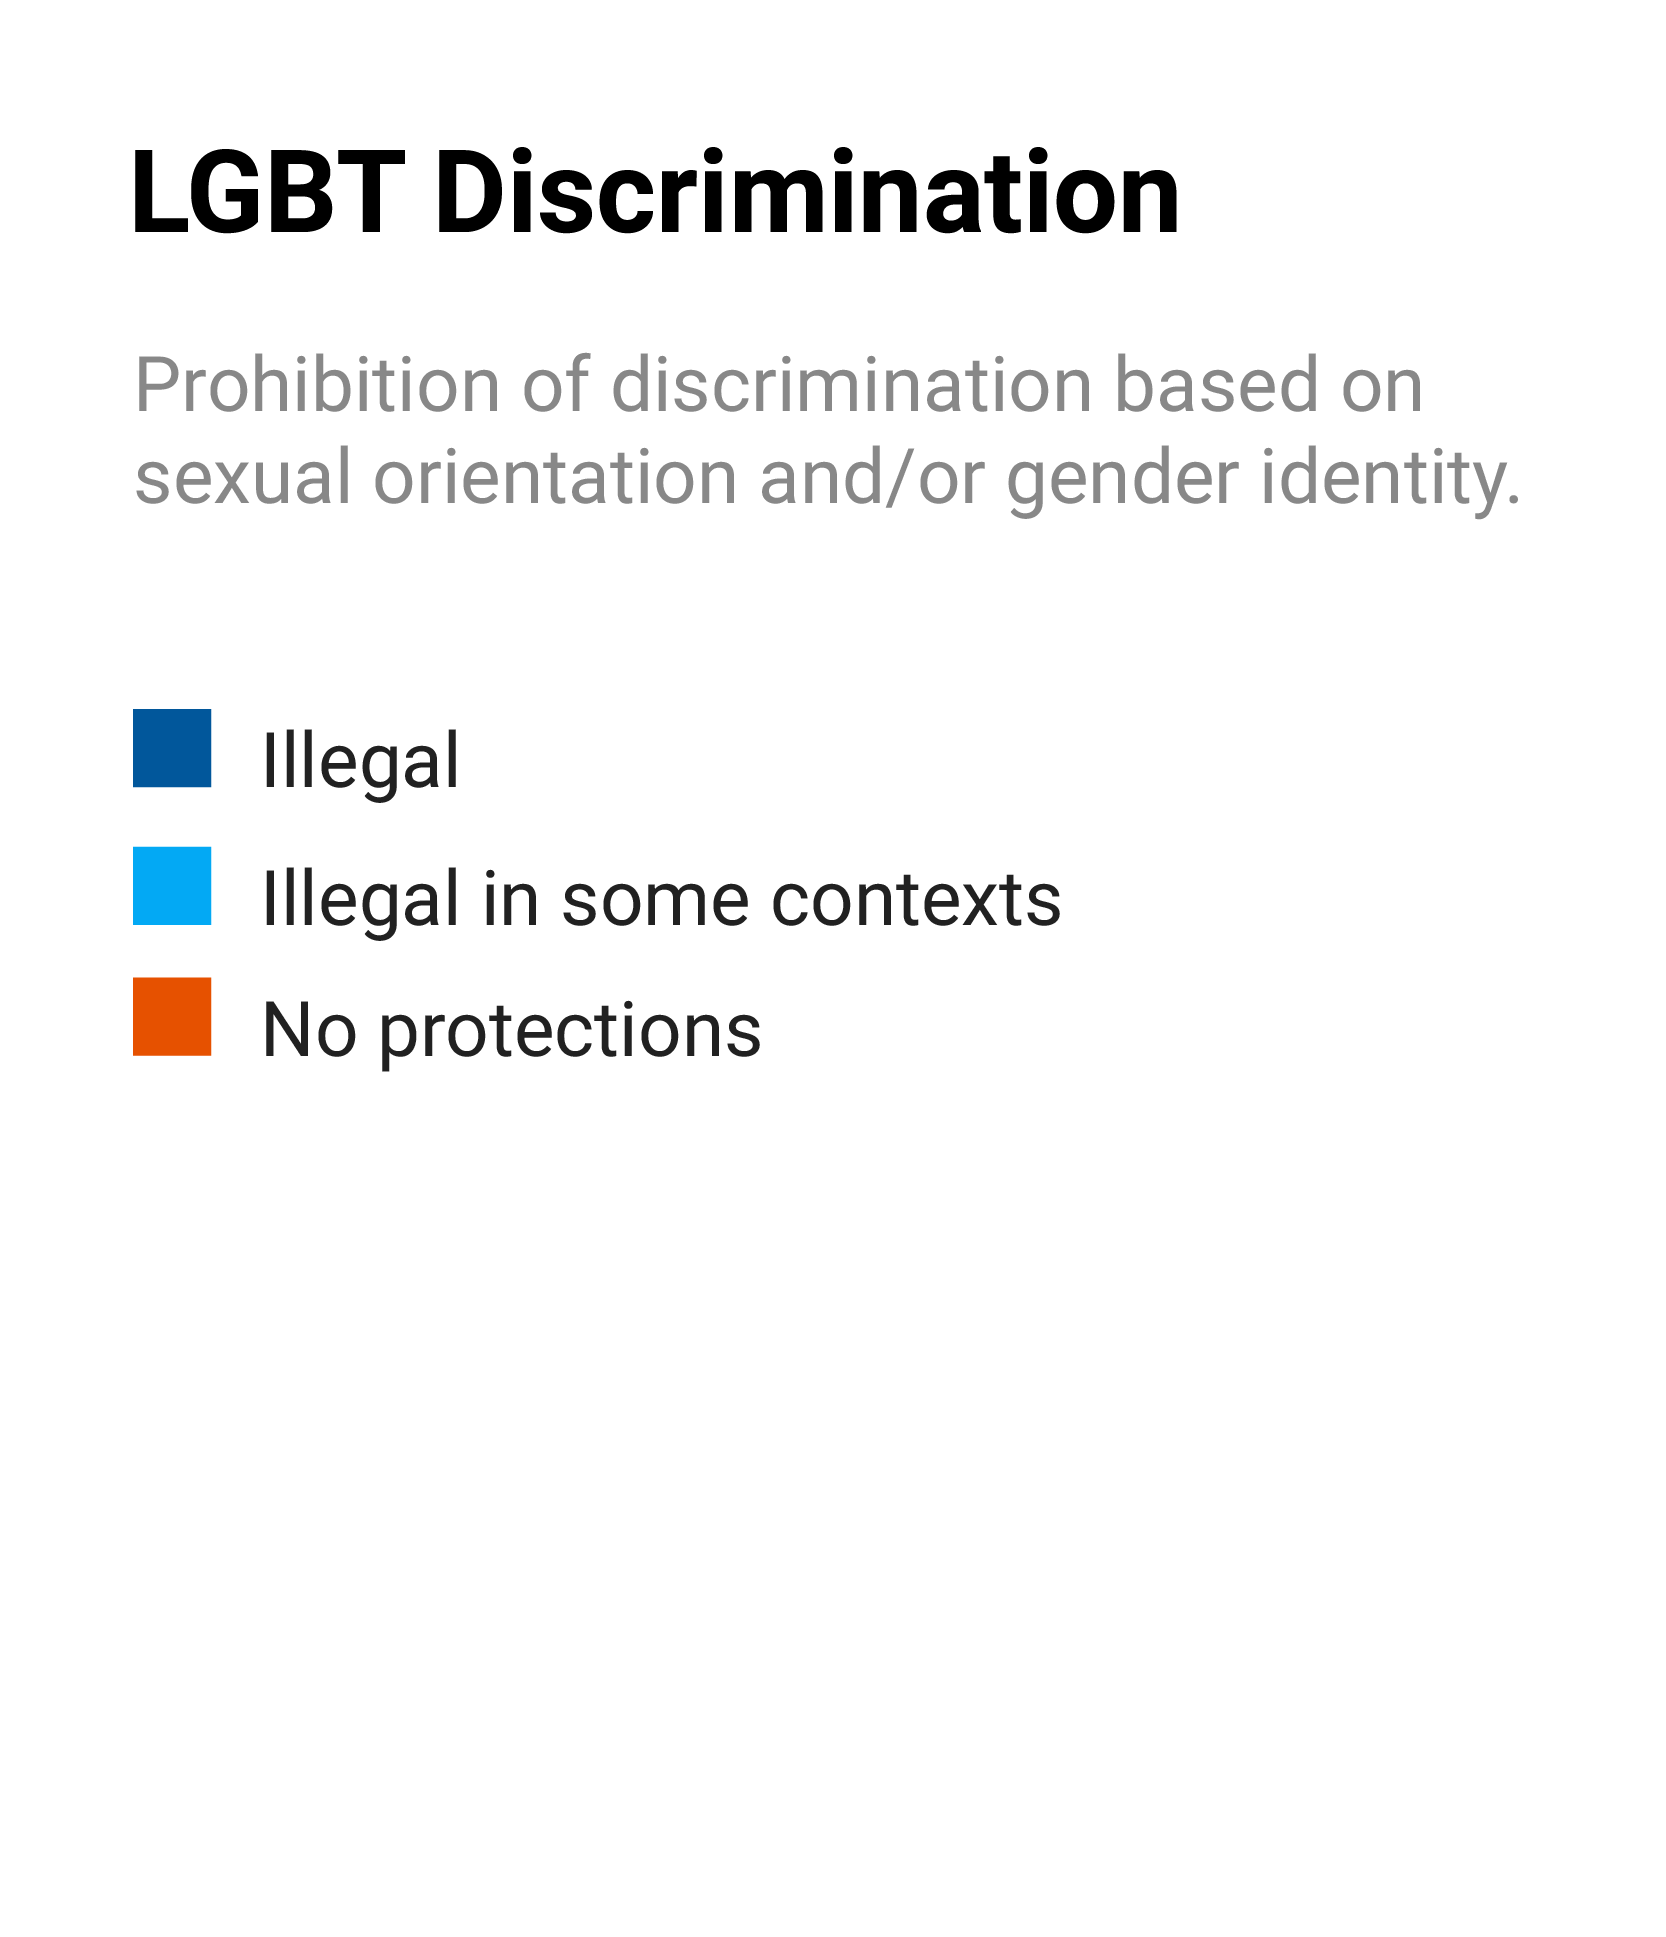 LGBT Discrimination
Prohibition of discrimination based on
sexual orientation and/or gender identity.
Illegal
Illegal in some contexts
No protections